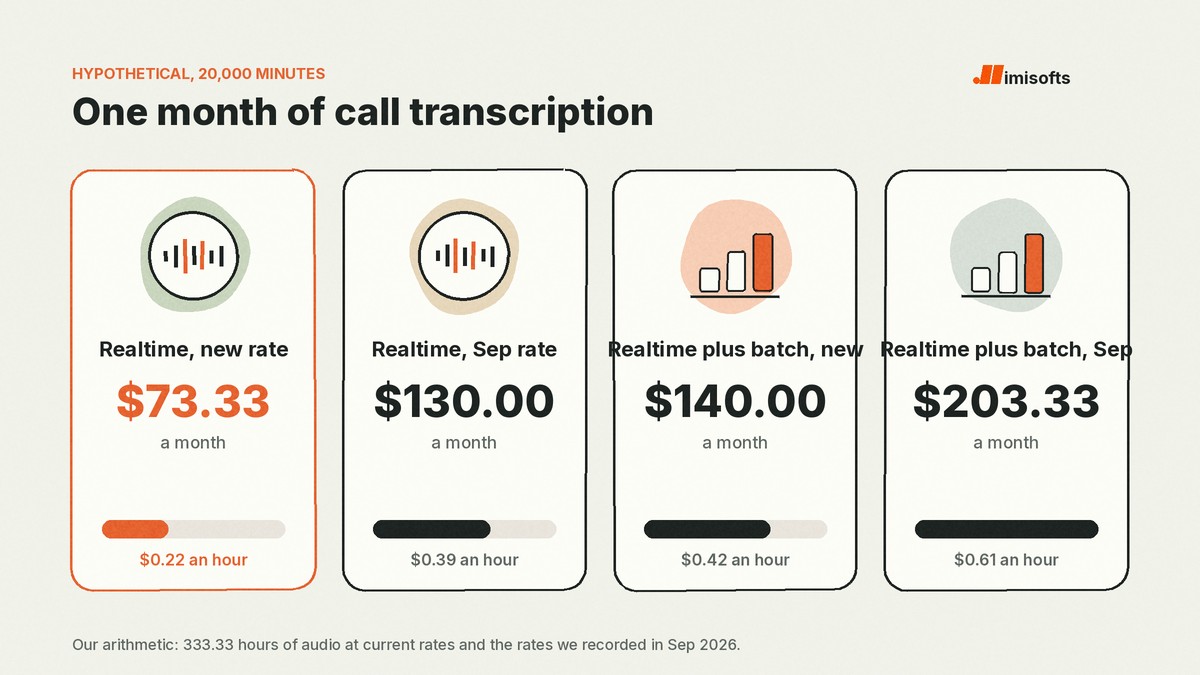 HYPOTHETICAL, 20,000 MINUTES
One month of call transcription
imisofts
Realtime, new rate
$73.33
a month
$0.22 an hour
Realtime, Sep rate
$130.00
a month
$0.39 an hour
Realtime plus batch, new
$140.00
a month
$0.42 an hour
Realtime plus batch, Sep
$203.33
a month
$0.61 an hour
Our arithmetic: 333.33 hours of audio at current rates and the rates we recorded in Sep 2026.